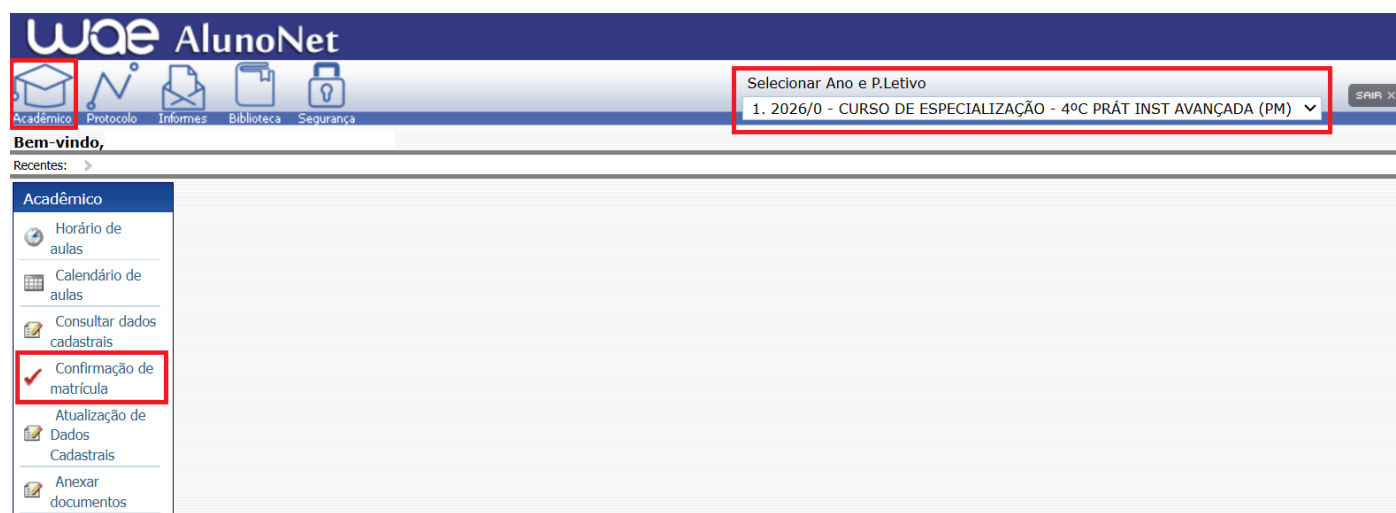 wae AlunoNet
Selecionar Ano e P.Letivo
1. 2026/0 - CURSO DE ESPECIALIZAÇÃO - 4ºC PRÁT INST AVANÇADA (PM)
SAIR X
Acadêmico Protocolo Informes Biblioteca Segurança
Bem-vindo,
Recentes:
Acadêmico
Horário de
aulas
Calendário de
aulas
Consultar dados
cadastrais
Confirmação de
matrícula
Atualização de
Dados
Cadastrais
Anexar
documentos